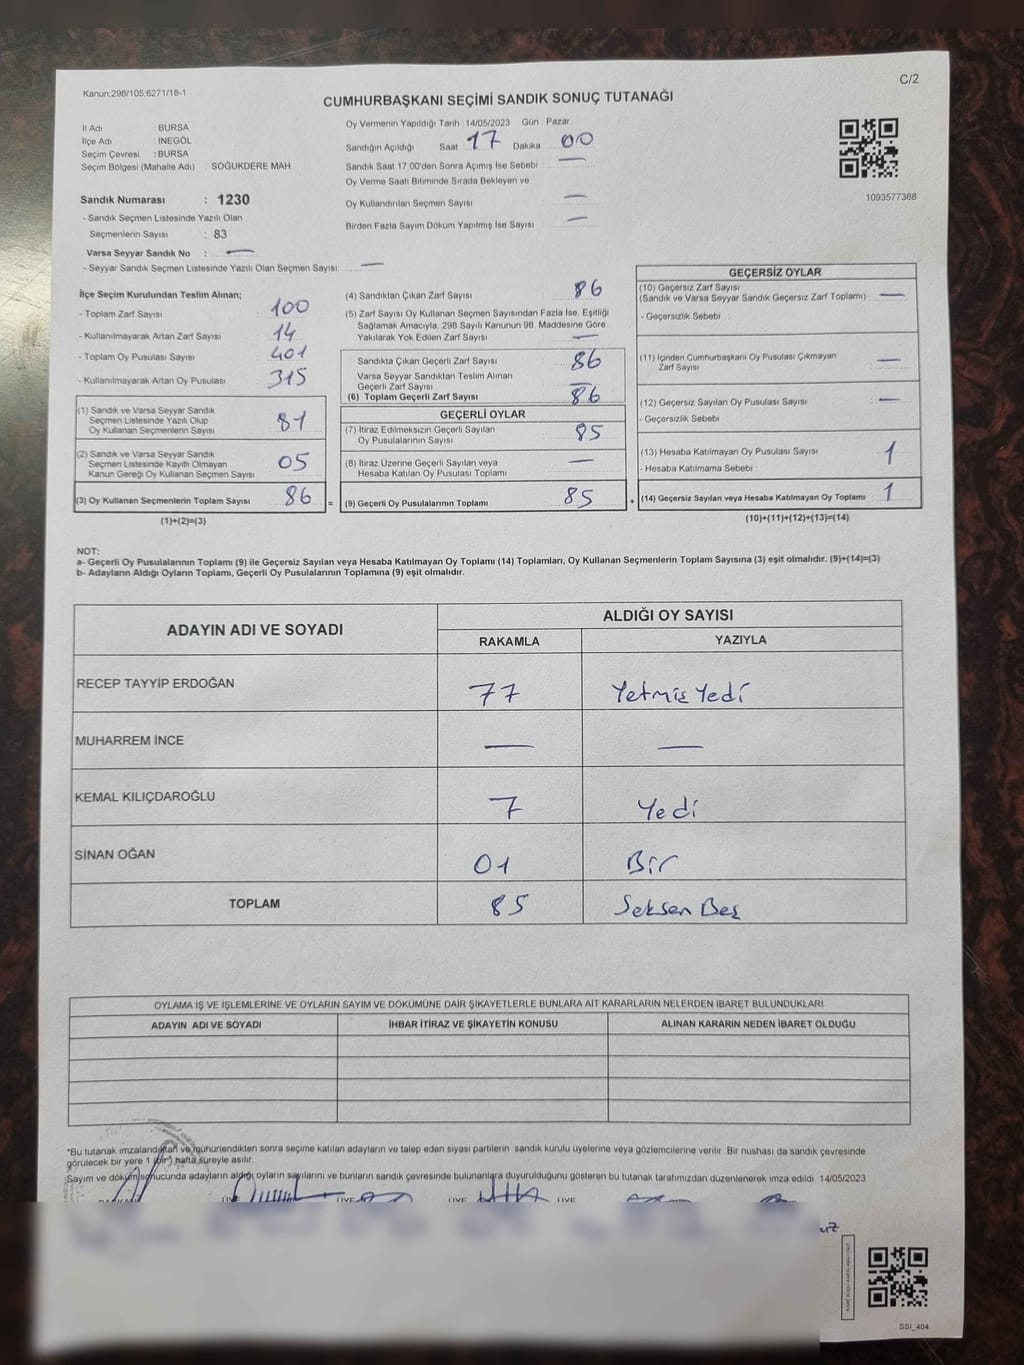 Kanun:298/105;6271/18-1
C/2
CUMHURBAŞKANI SEÇİMİ SANDIK SONUÇ TUTANAĞI
İl Adı : BURSA
İlçe Adı : İNEGÖL
Seçim Çevresi : BURSA
Seçim Bölgesi (Mahalle Adı) SOĞUKDERE MAH
Sandık Numarası : 1230
- Sandık Seçmen Listesinde Yazılı Olan
Seçmenlerin Sayısı : 83
Varsa Seyyar Sandık No : —
- Seyyar Sandık Seçmen Listesinde Yazılı Olan Seçmen Sayısı: —
Oy Vermenin Yapıldığı Tarih :14/05/2023 Gün : Pazar
Sandığın Açıldığı Saat : 17 Dakika : 00
Sandık Saat 17:00'den Sonra Açılmış İse Sebebi : —
Oy Verme Saati Bitiminde Sırada Bekleyen ve
Oy Kullandırılan Seçmen Sayısı —
Birden Fazla Sayım Döküm Yapılmış İse Sayısı : —
1093577388
İlçe Seçim Kurulundan Teslim Alınan;
- Toplam Zarf Sayısı : 100
- Kullanılmayarak Artan Zarf Sayısı : 14
- Toplam Oy Pusulası Sayısı : 401
- Kullanılmayarak Artan Oy Pusulası : 315
(1) Sandık ve Varsa Seyyar Sandık
Seçmen Listesinde Yazılı Olup
Oy Kullanan Seçmenlerin Sayısı : 81
(2) Sandık ve Varsa Seyyar Sandık
Seçmen Listesinde Kayıtlı Olmayan
Kanun Gereği Oy Kullanan Seçmen Sayısı : 05
(3) Oy Kullanan Seçmenlerin Toplam Sayısı : 86
(1)+(2)=(3)
=
(4) Sandıktan Çıkan Zarf Sayısı : 86
(5) Zarf Sayısı Oy Kullanan Seçmen Sayısından Fazla İse, Eşitliği
Sağlamak Amacıyla, 298 Sayılı Kanunun 98. Maddesine Göre
Yakılarak Yok Edilen Zarf Sayısı : —
Sandıkta Çıkan Geçerli Zarf Sayısı : 86
Varsa Seyyar Sandıktan Teslim Alınan
Geçerli Zarf Sayısı : —
(6) Toplam Geçerli Zarf Sayısı : 86
GEÇERLİ OYLAR
(7) İtiraz Edilmeksizin Geçerli Sayılan
Oy Pusulalarının Sayısı : 85
(8) İtiraz Üzerine Geçerli Sayılan veya
Hesaba Katılan Oy Pusulası Toplamı : —
(9) Geçerli Oy Pusulalarının Toplamı : 85
+
GEÇERSİZ OYLAR
(10) Geçersiz Zarf Sayısı
(Sandık ve Varsa Seyyar Sandık Geçersiz Zarf Toplamı) : —
- Geçersizlik Sebebi :
(11) İçinden Cumhurbaşkanı Oy Pusulası Çıkmayan
Zarf Sayısı : —
(12) Geçersiz Sayılan Oy Pusulası Sayısı : —
- Geçersizlik Sebebi :
(13) Hesaba Katılmayan Oy Pusulası Sayısı : 1
- Hesaba Katılmama Sebebi :
(14) Geçersiz Sayılan veya Hesaba Katılmayan Oy Toplamı : 1
(10)+(11)+(12)+(13)=(14)
NOT:
a- Geçerli Oy Pusulalarının Toplamı (9) ile Geçersiz Sayılan veya Hesaba Katılmayan Oy Toplamı (14) Toplamları, Oy Kullanan Seçmenlerin Toplam Sayısına (3) eşit olmalıdır. (9)+(14)=(3)
b- Adayların Aldığı Oyların Toplamı, Geçerli Oy Pusulalarının Toplamına (9) eşit olmalıdır.
ADAYIN ADI VE SOYADI
ALDIĞI OY SAYISI
RAKAMLA YAZIYLA
RECEP TAYYİP ERDOĞAN 77 Yetmiş Yedi
MUHARREM İNCE — —
KEMAL KILIÇDAROĞLU 7 Yedi
SİNAN OĞAN 01 Bir
TOPLAM 85 Seksen Beş
OYLAMA İŞ VE İŞLEMLERİNE VE OYLARIN SAYIM VE DÖKÜMÜNE DAİR ŞİKAYETLERLE BUNLARA AİT KARARLARIN NELERDEN İBARET BULUNDUKLARI
ADAYIN ADI VE SOYADI İHBAR İTİRAZ VE ŞİKAYETİN KONUSU ALINAN KARARIN NEDEN İBARET OLDUĞU
*Bu tutanak imzalandıktan ve mühürlendikten sonra seçime katılan adayların ve talep eden siyasi partilerin sandık kurulu üyelerine veya gözlemcilerine verilir. Bir nüshası da sandık çevresinde
görülecek bir yere 1 (bir) hafta süreyle asılır.
Sayım ve döküm sonucunda adayların aldığı oyların sayılarını ve bunların sandık çevresinde bulunanlara duyurulduğunu gösteren bu tutanak tarafımızdan düzenlenerek imza edildi. 14/05/2023
SSI_404